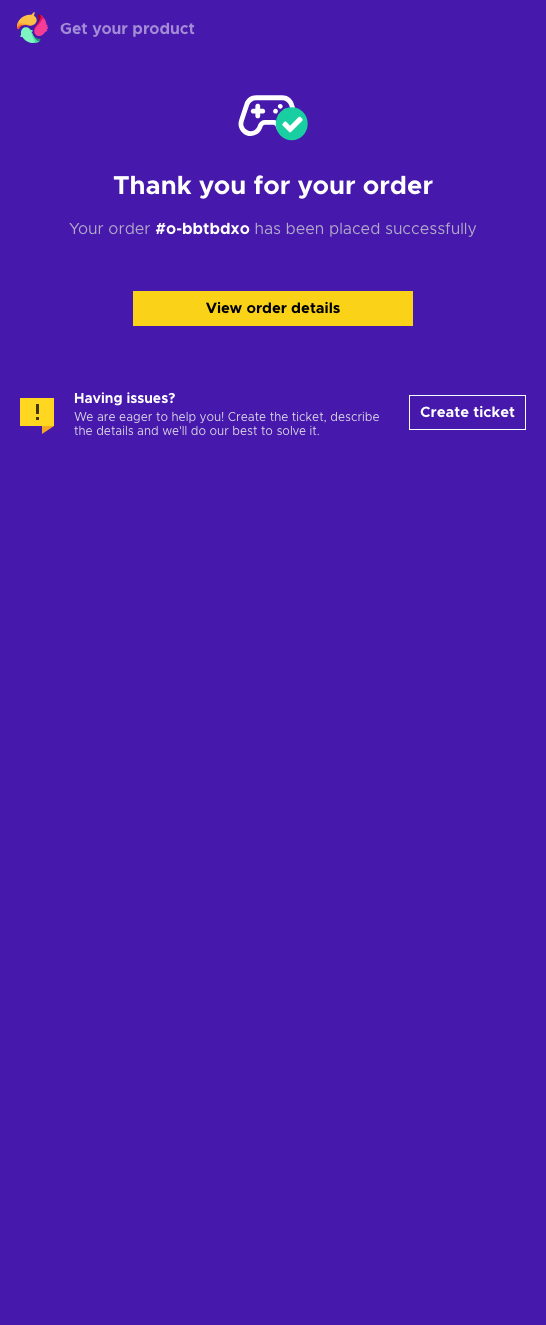 Get your product
Thank you for your order
Your order #o-bbtbdxo has been placed successfully
View order details
!
Having issues?
We are eager to help you! Create the ticket, describe
the details and we'll do our best to solve it.
Create ticket